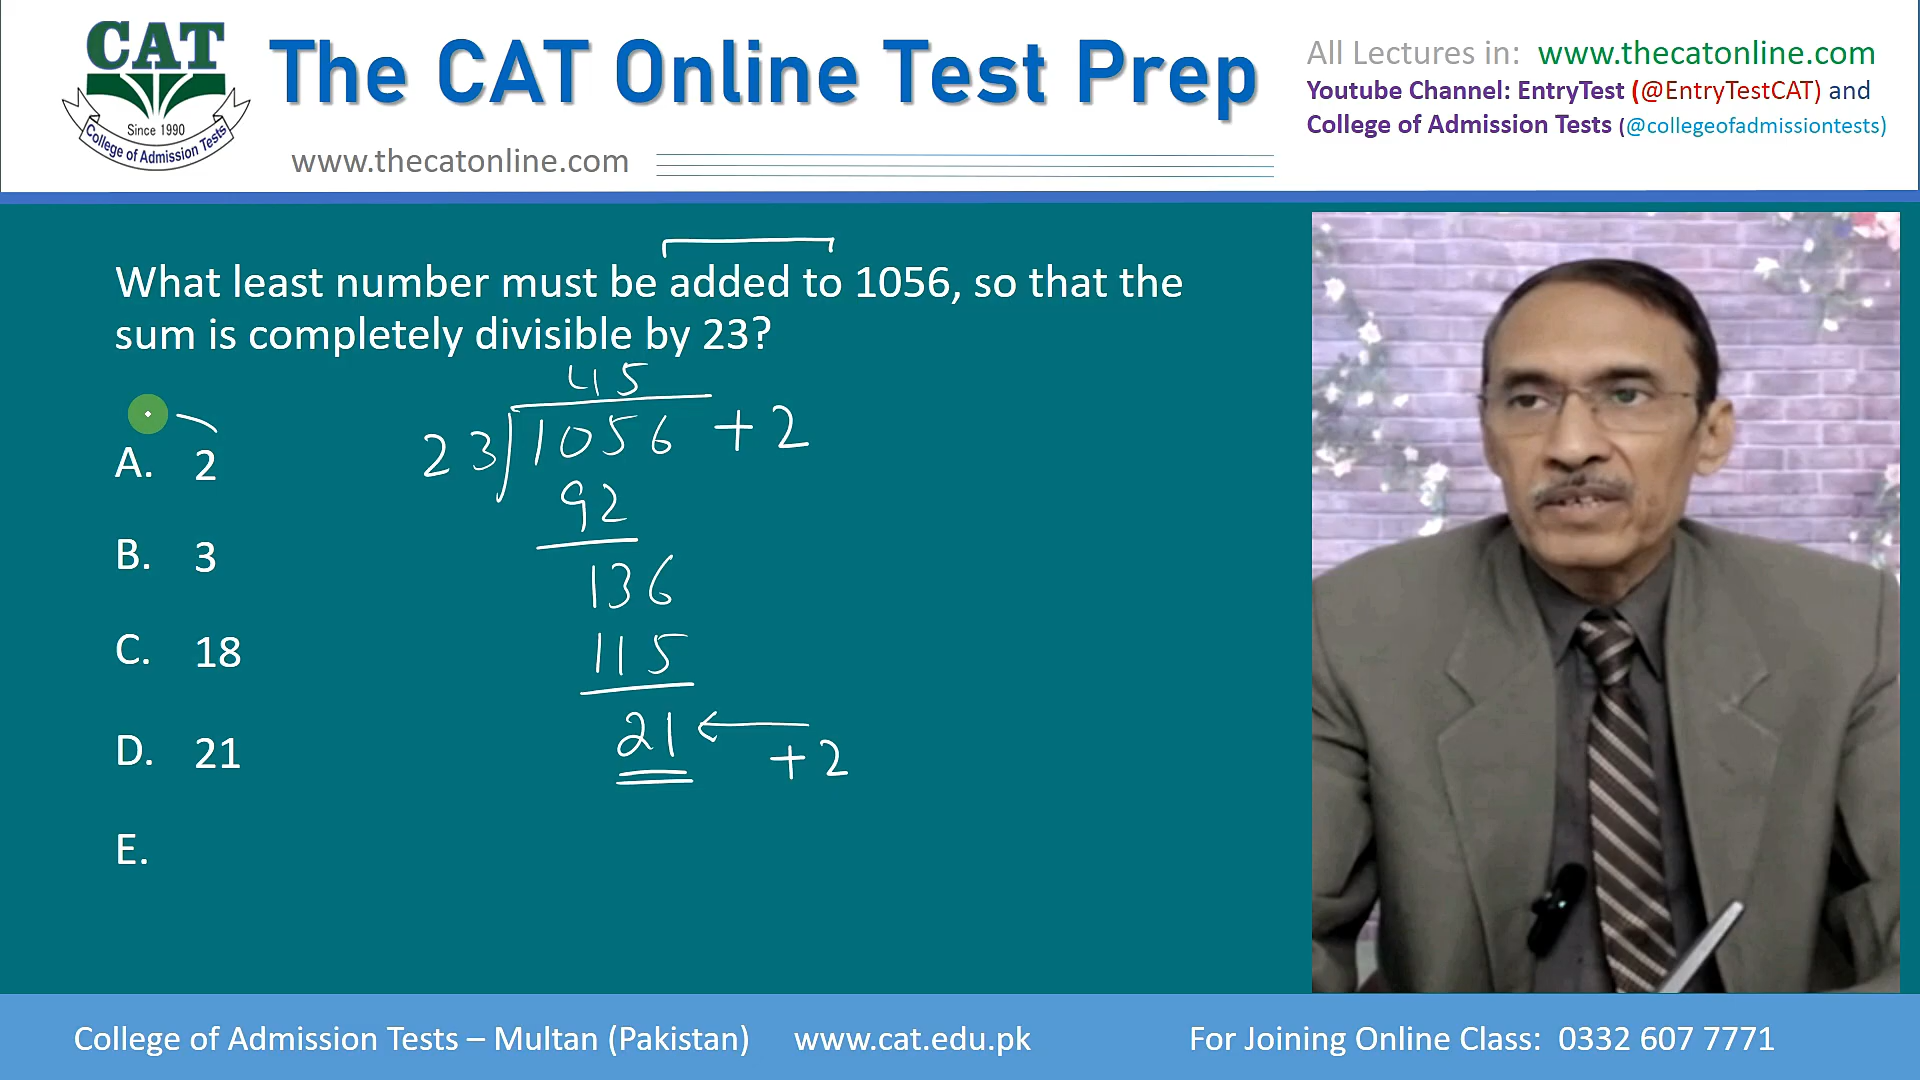 CAT
Since 1990
College of Admission Tests
The CAT Online Test Prep
www.thecatonline.com
All Lectures in: www.thecatonline.com
Youtube Channel: EntryTest (@EntryTestCAT) and
College of Admission Tests (@collegeofadmissiontests)
What least number must be added to 1056, so that the
sum is completely divisible by 23?
A. 2
B. 3
C. 18
D. 21
E.
45
23 1056 + 2
92
136
115
21 ←
+2
College of Admission Tests – Multan (Pakistan) www.cat.edu.pk For Joining Online Class: 0332 607 7771